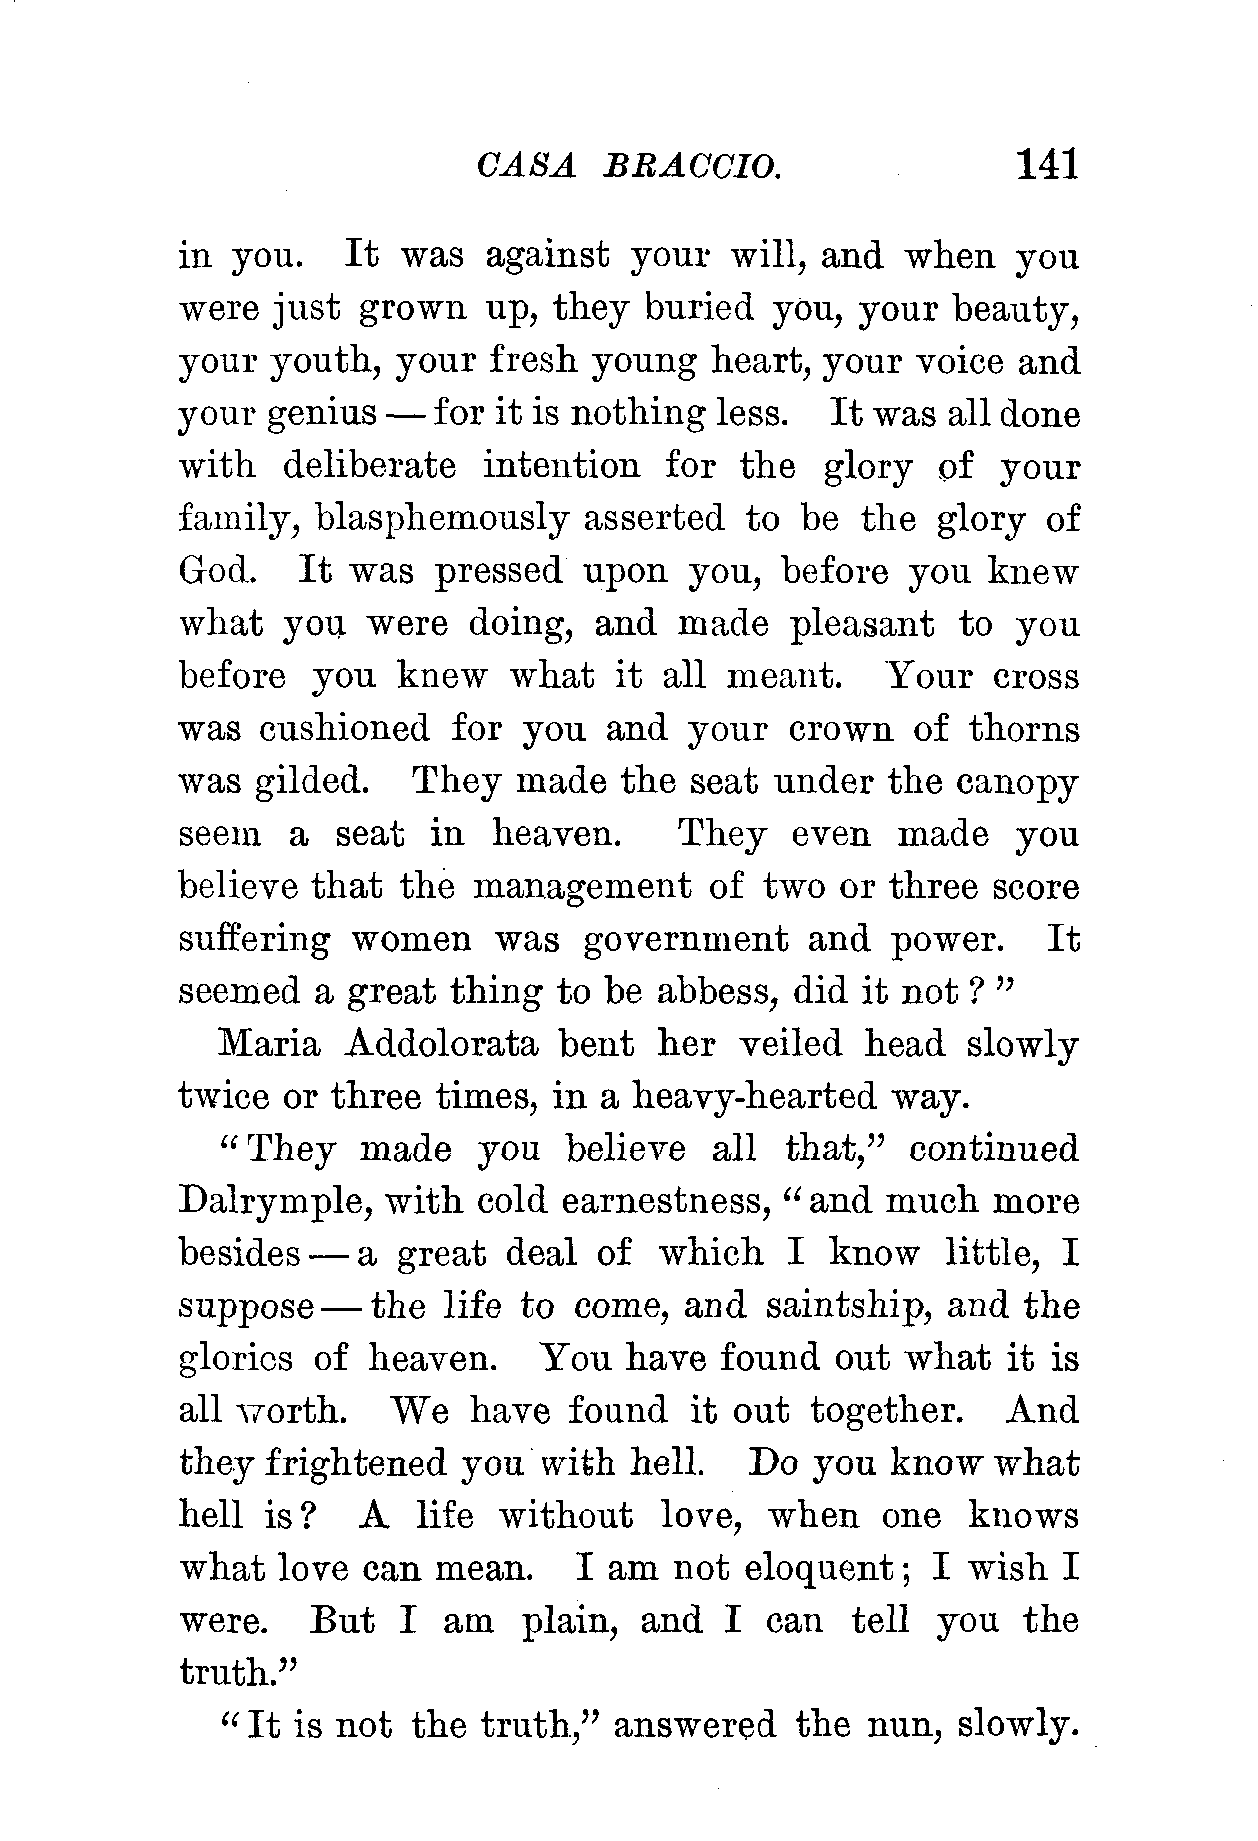 CASA BRACCIO. 141
in you. It was against your will, and when you
were just grown up, they buried you, your beauty,
your youth, your fresh young heart, your voice and
your genius — for it is nothing less. It was all done
with deliberate intention for the glory of your
family, blasphemously asserted to be the glory of
God. It was pressed upon you, before you knew
what you were doing, and made pleasant to you
before you knew what it all meant. Your cross
was cushioned for you and your crown of thorns
was gilded. They made the seat under the canopy
seem a seat in heaven. They even made you
believe that the management of two or three score
suffering women was government and power. It
seemed a great thing to be abbess, did it not?"
Maria Addolorata bent her veiled head slowly
twice or three times, in a heavy-hearted way.
"They made you believe all that," continued
Dalrymple, with cold earnestness, "and much more
besides — a great deal of which I know little, I
suppose — the life to come, and saintship, and the
glories of heaven. You have found out what it is
all worth. We have found it out together. And
they frightened you with hell. Do you know what
hell is? A life without love, when one knows
what love can mean. I am not eloquent; I wish I
were. But I am plain, and I can tell you the
truth."
"It is not the truth," answered the nun, slowly.